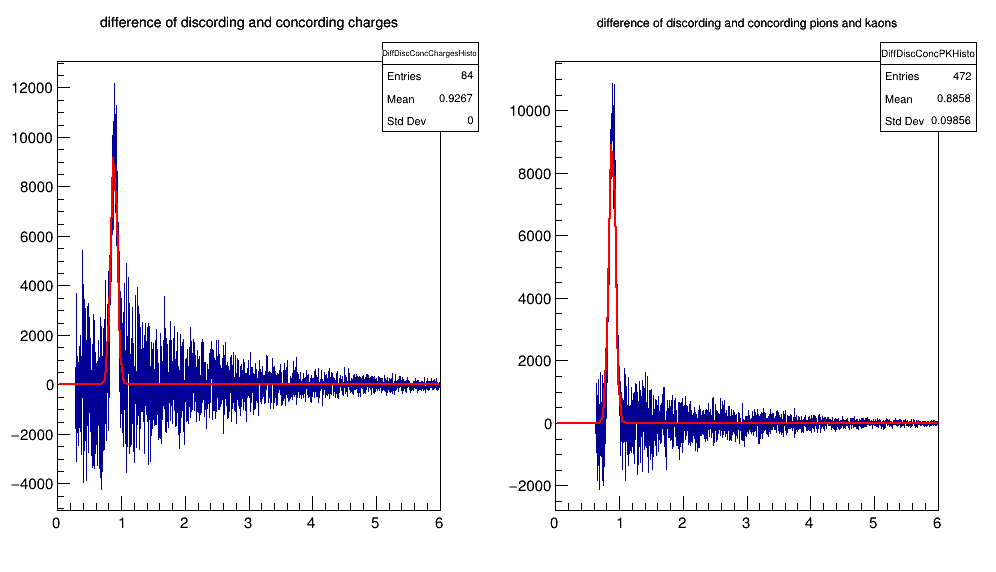 difference of discording and concording charges
DiffDiscConcChargesHisto
Entries 84
Mean 0.9267
Std Dev 0
12000
10000
8000
6000
4000
2000
0
−2000
−4000
0 1 2 3 4 5 6
difference of discording and concording pions and kaons
DiffDiscConcPKHisto
Entries 472
Mean 0.8858
Std Dev 0.09856
10000
8000
6000
4000
2000
0
−2000
0 1 2 3 4 5 6